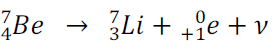 ⁷₄Be → ⁷₃Li + ⁰₊₁e + ν